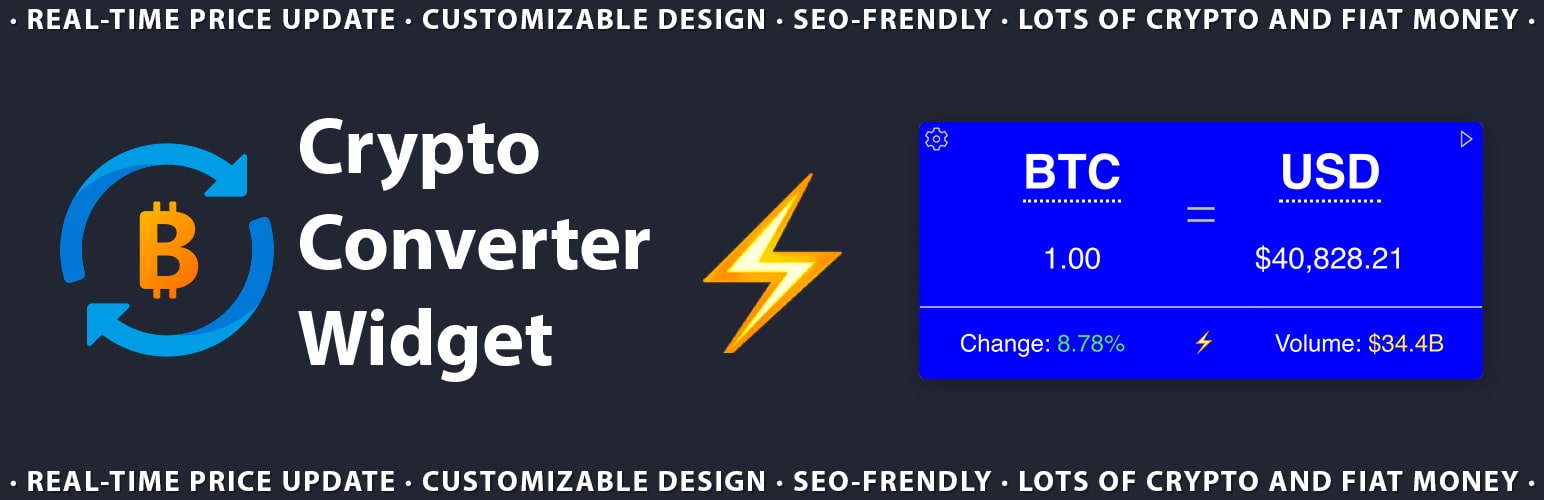 · REAL-TIME PRICE UPDATE · CUSTOMIZABLE DESIGN · SEO-FRENDLY · LOTS OF CRYPTO AND FIAT MONEY ·
Crypto
Converter
Widget
BTC = USD
1.00 $40,828.21
Change: 8.78% ⚡ Volume: $34.4B
· REAL-TIME PRICE UPDATE · CUSTOMIZABLE DESIGN · SEO-FRENDLY · LOTS OF CRYPTO AND FIAT MONEY ·